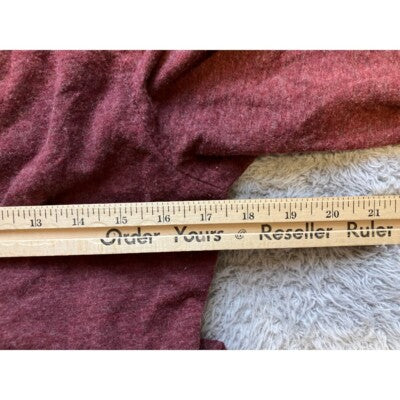 13 14 15 16 17 18 19 20 21
Order Yours @ Reseller Ruler